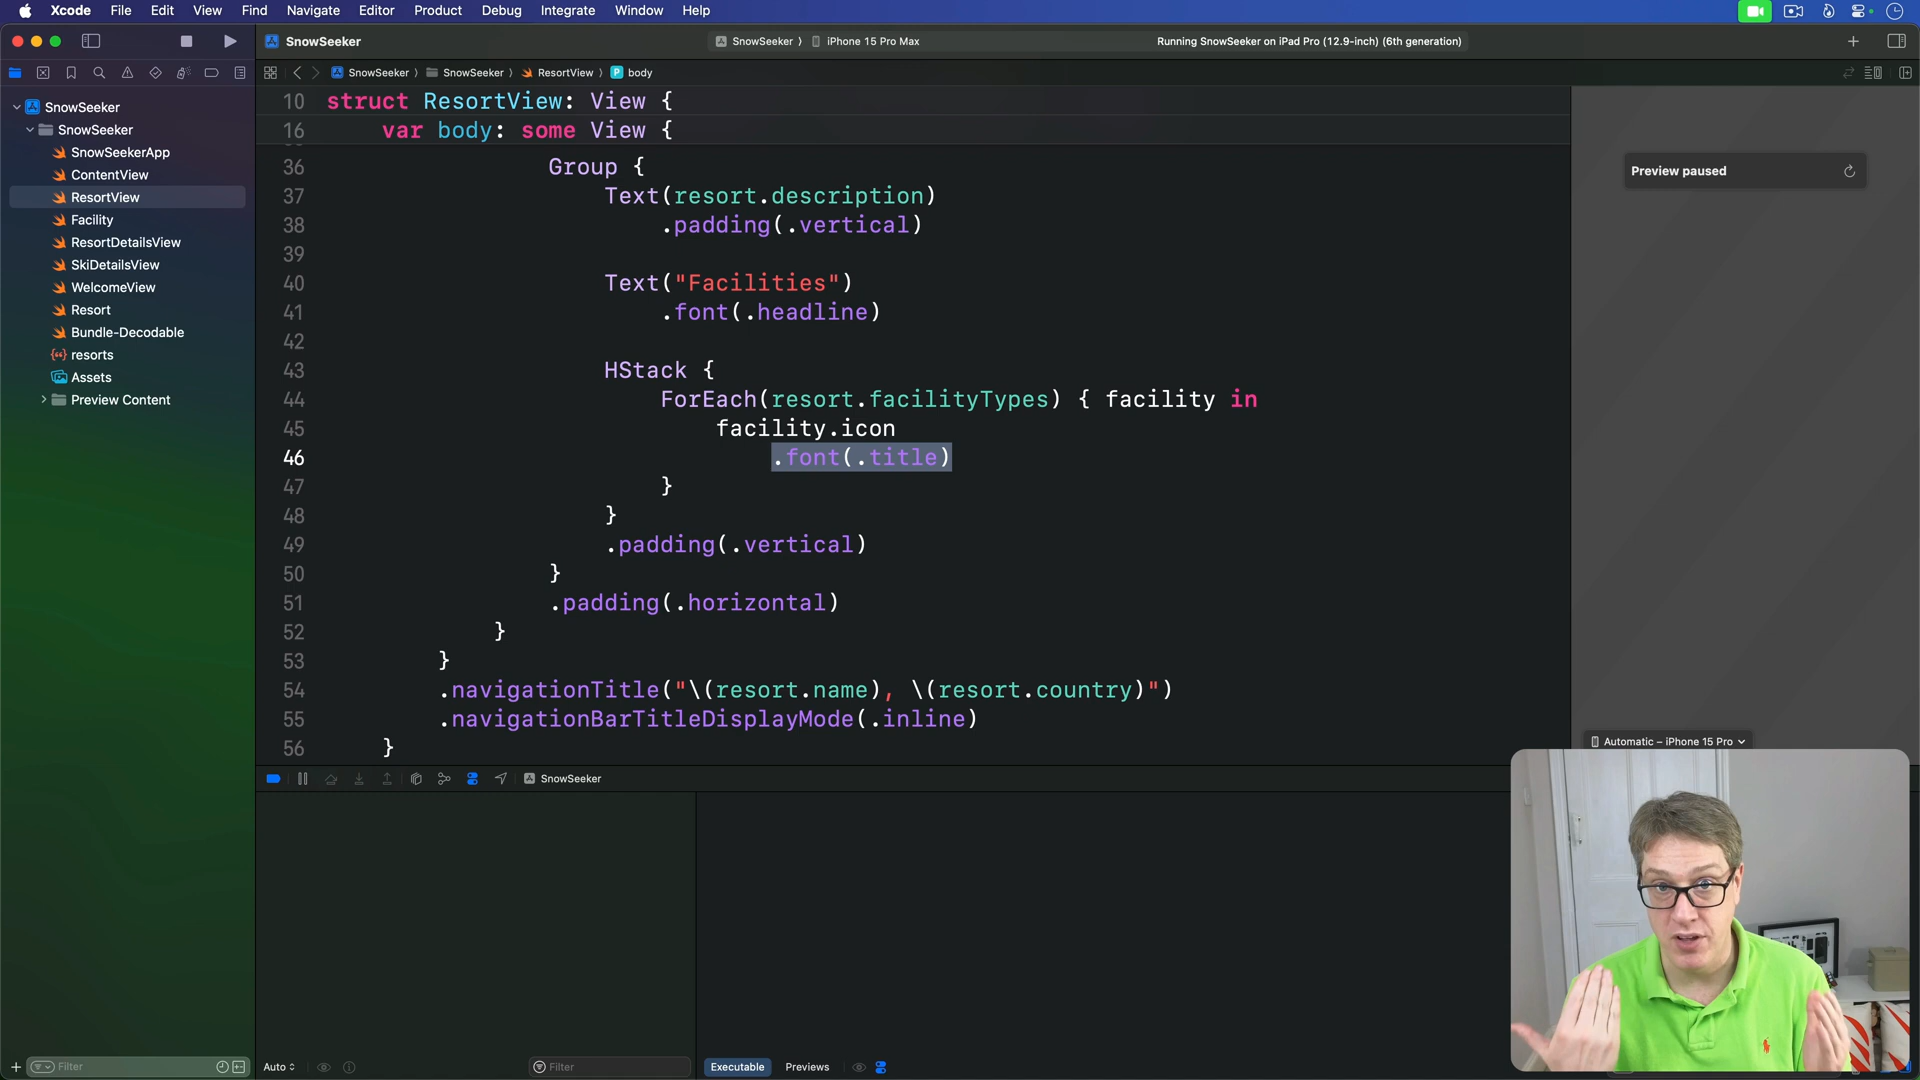 Xcode File Edit View Find Navigate Editor Product Debug Integrate Window Help
SnowSeeker
SnowSeeker ⟩ iPhone 15 Pro Max
Running SnowSeeker on iPad Pro (12.9-inch) (6th generation)
SnowSeeker ⟩ SnowSeeker ⟩ ResortView ⟩ P body
SnowSeeker
SnowSeeker
SnowSeekerApp
ContentView
ResortView
Facility
ResortDetailsView
SkiDetailsView
WelcomeView
Resort
Bundle-Decodable
resorts
Assets
Preview Content
10 struct ResortView: View {
16 var body: some View {
36 Group {
37 Text(resort.description)
38 .padding(.vertical)
39
40 Text("Facilities")
41 .font(.headline)
42
43 HStack {
44 ForEach(resort.facilityTypes) { facility in
45 facility.icon
46 .font(.title)
47 }
48 }
49 .padding(.vertical)
50 }
51 .padding(.horizontal)
52 }
53 }
54 .navigationTitle("\(resort.name), \(resort.country)")
55 .navigationBarTitleDisplayMode(.inline)
56 }
Preview paused
Automatic – iPhone 15 Pro
SnowSeeker
Filter
Auto
Filter
Executable Previews